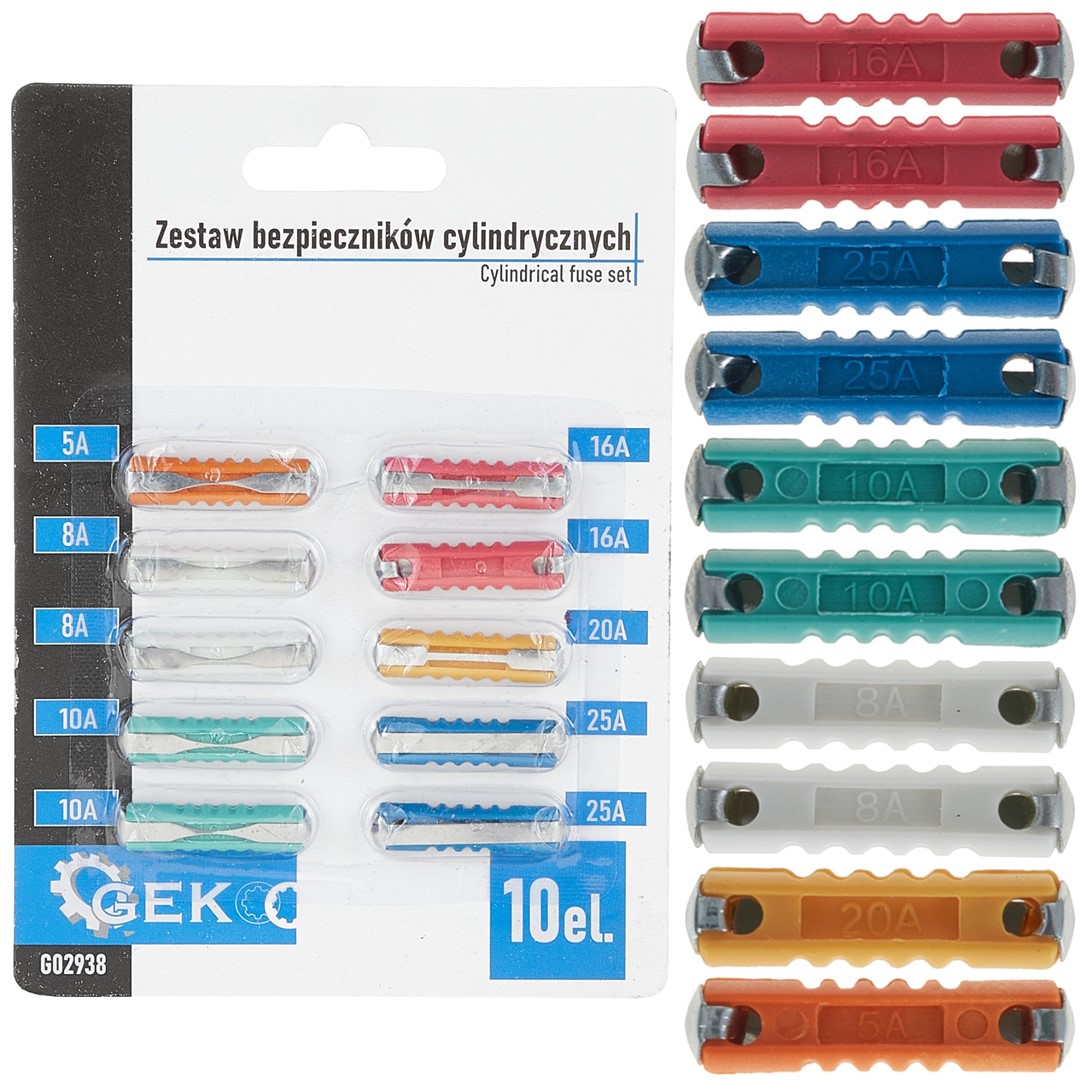 Zestaw bezpieczników cylindrycznych
Cylindrical fuse set
5A
16A
8A
16A
8A
20A
10A
25A
10A
25A
GEKO
G02938
10el.
16A
16A
25A
25A
10A
10A
8A
8A
20A
5A